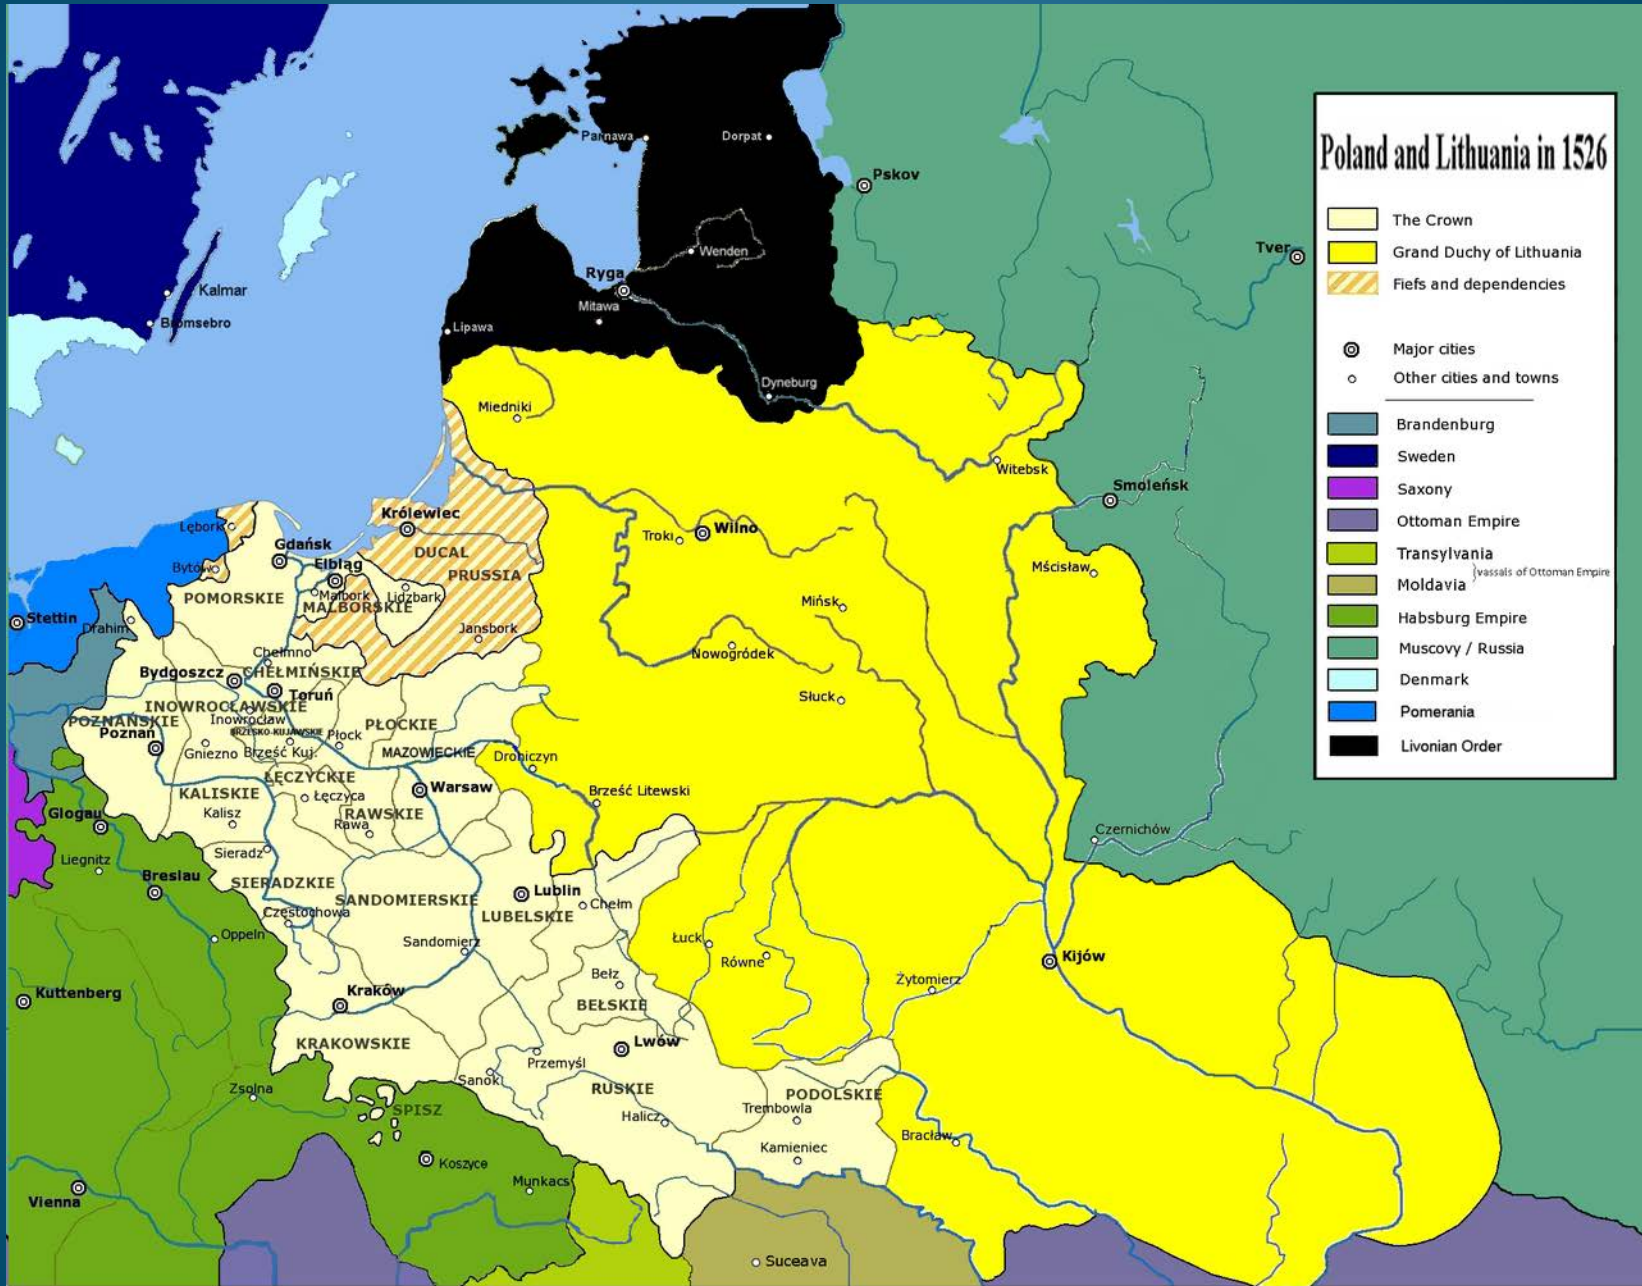 Poland and Lithuania in 1526
The Crown
Grand Duchy of Lithuania
Fiefs and dependencies
Major cities
Other cities and towns
Brandenburg
Sweden
Saxony
Ottoman Empire
Transylvania
Moldavia
vassals of Ottoman Empire
Habsburg Empire
Muscovy / Russia
Denmark
Pomerania
Livonian Order
Parnawa
Dorpat
Pskov
Tver
Wenden
Ryga
Mitawa
Kalmar
Bromsebro
Lipawa
Dyneburg
Miedniki
Witebsk
Smoleńsk
Lębork
Królewiec
Gdańsk
Troki
Wilno
DUCAL
PRUSSIA
Bytów
Elbląg
Malbork
Lidzbark
POMORSKIE
MALBORSKIE
Mścisław
Mińsk
Stettin
Drahim
Jansbork
Nowogródek
Chełmno
CHEŁMIŃSKIE
Bydgoszcz
Toruń
Słuck
INOWROCŁAWSKIE
Inowrocław
POZNAŃSKIE
Poznań
BRZESKO-KUJAWSKIE
Płock
PŁOCKIE
Gniezno
Brześć Kuj.
MAZOWIECKIE
Drohiczyn
ŁĘCZYCKIE
KALISKIE
Łęczyca
Warsaw
Brześć Litewski
Kalisz
RAWSKIE
Rawa
Glogau
Czernichów
Liegnitz
Sieradz
Breslau
SIERADZKIE
SANDOMIERSKIE
Lublin
LUBELSKIE
Chełm
Częstochowa
Oppeln
Sandomierz
Łuck
Równe
Kijów
Bełz
Żytomierz
Kuttenberg
Kraków
BEŁSKIE
KRAKOWSKIE
Lwów
Przemyśl
Sanok
RUSKIE
PODOLSKIE
Zsolna
SPISZ
Halicz
Trembowla
Bracław
Kamieniec
Koszyce
Munkacs
Vienna
Suceava